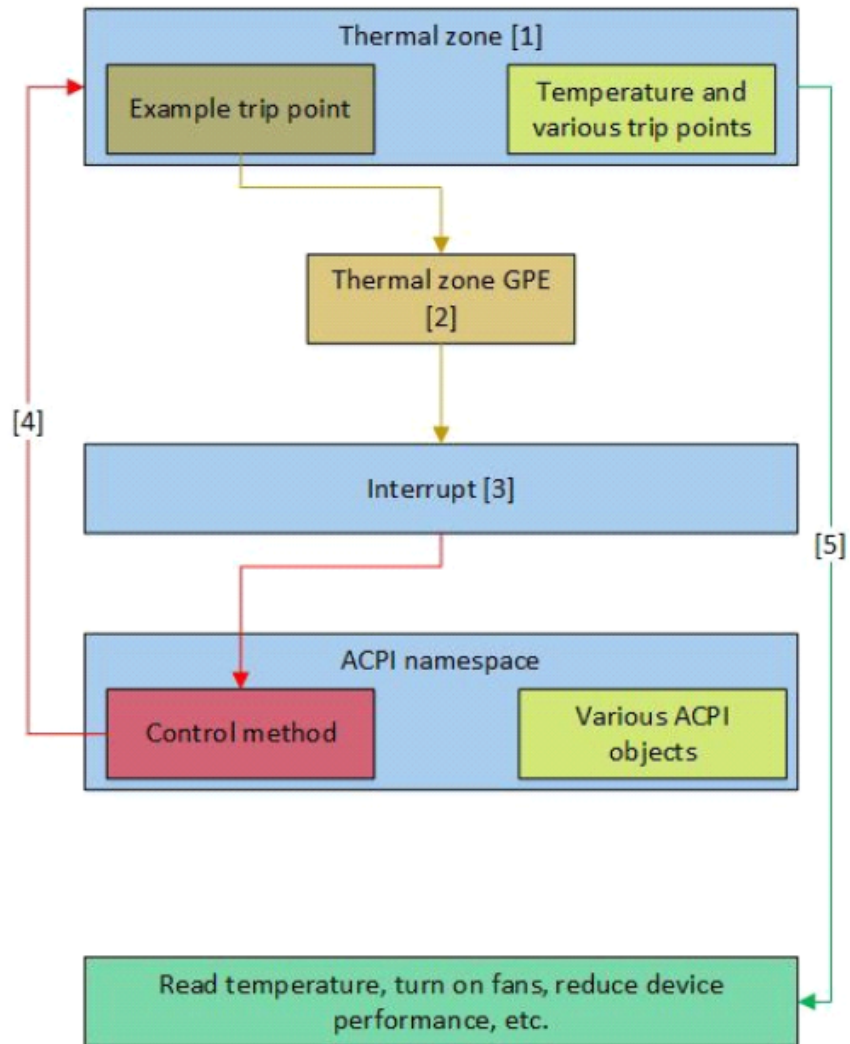 Thermal zone [1]
Example trip point
Temperature and
various trip points
Thermal zone GPE
[2]
[4]
Interrupt [3]
[5]
ACPI namespace
Control method
Various ACPI
objects
Read temperature, turn on fans, reduce device
performance, etc.